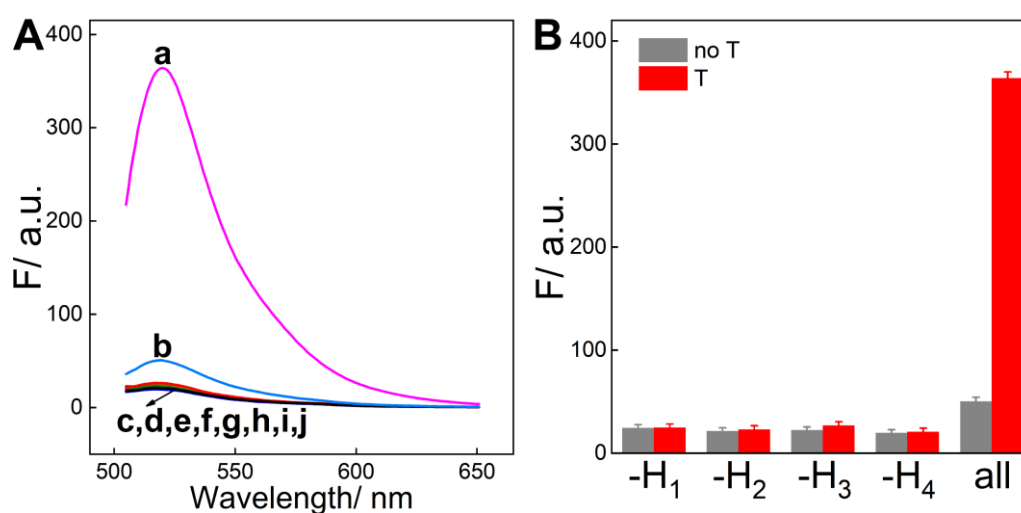 A
400
300
200
100
0
F/ a.u.
a
b
c,d,e,f,g,h,i,j
500
550
600
650
Wavelength/ nm
B
400
300
200
100
0
F/ a.u.
no T
T
-H₁
-H₂
-H₃
-H₄
all